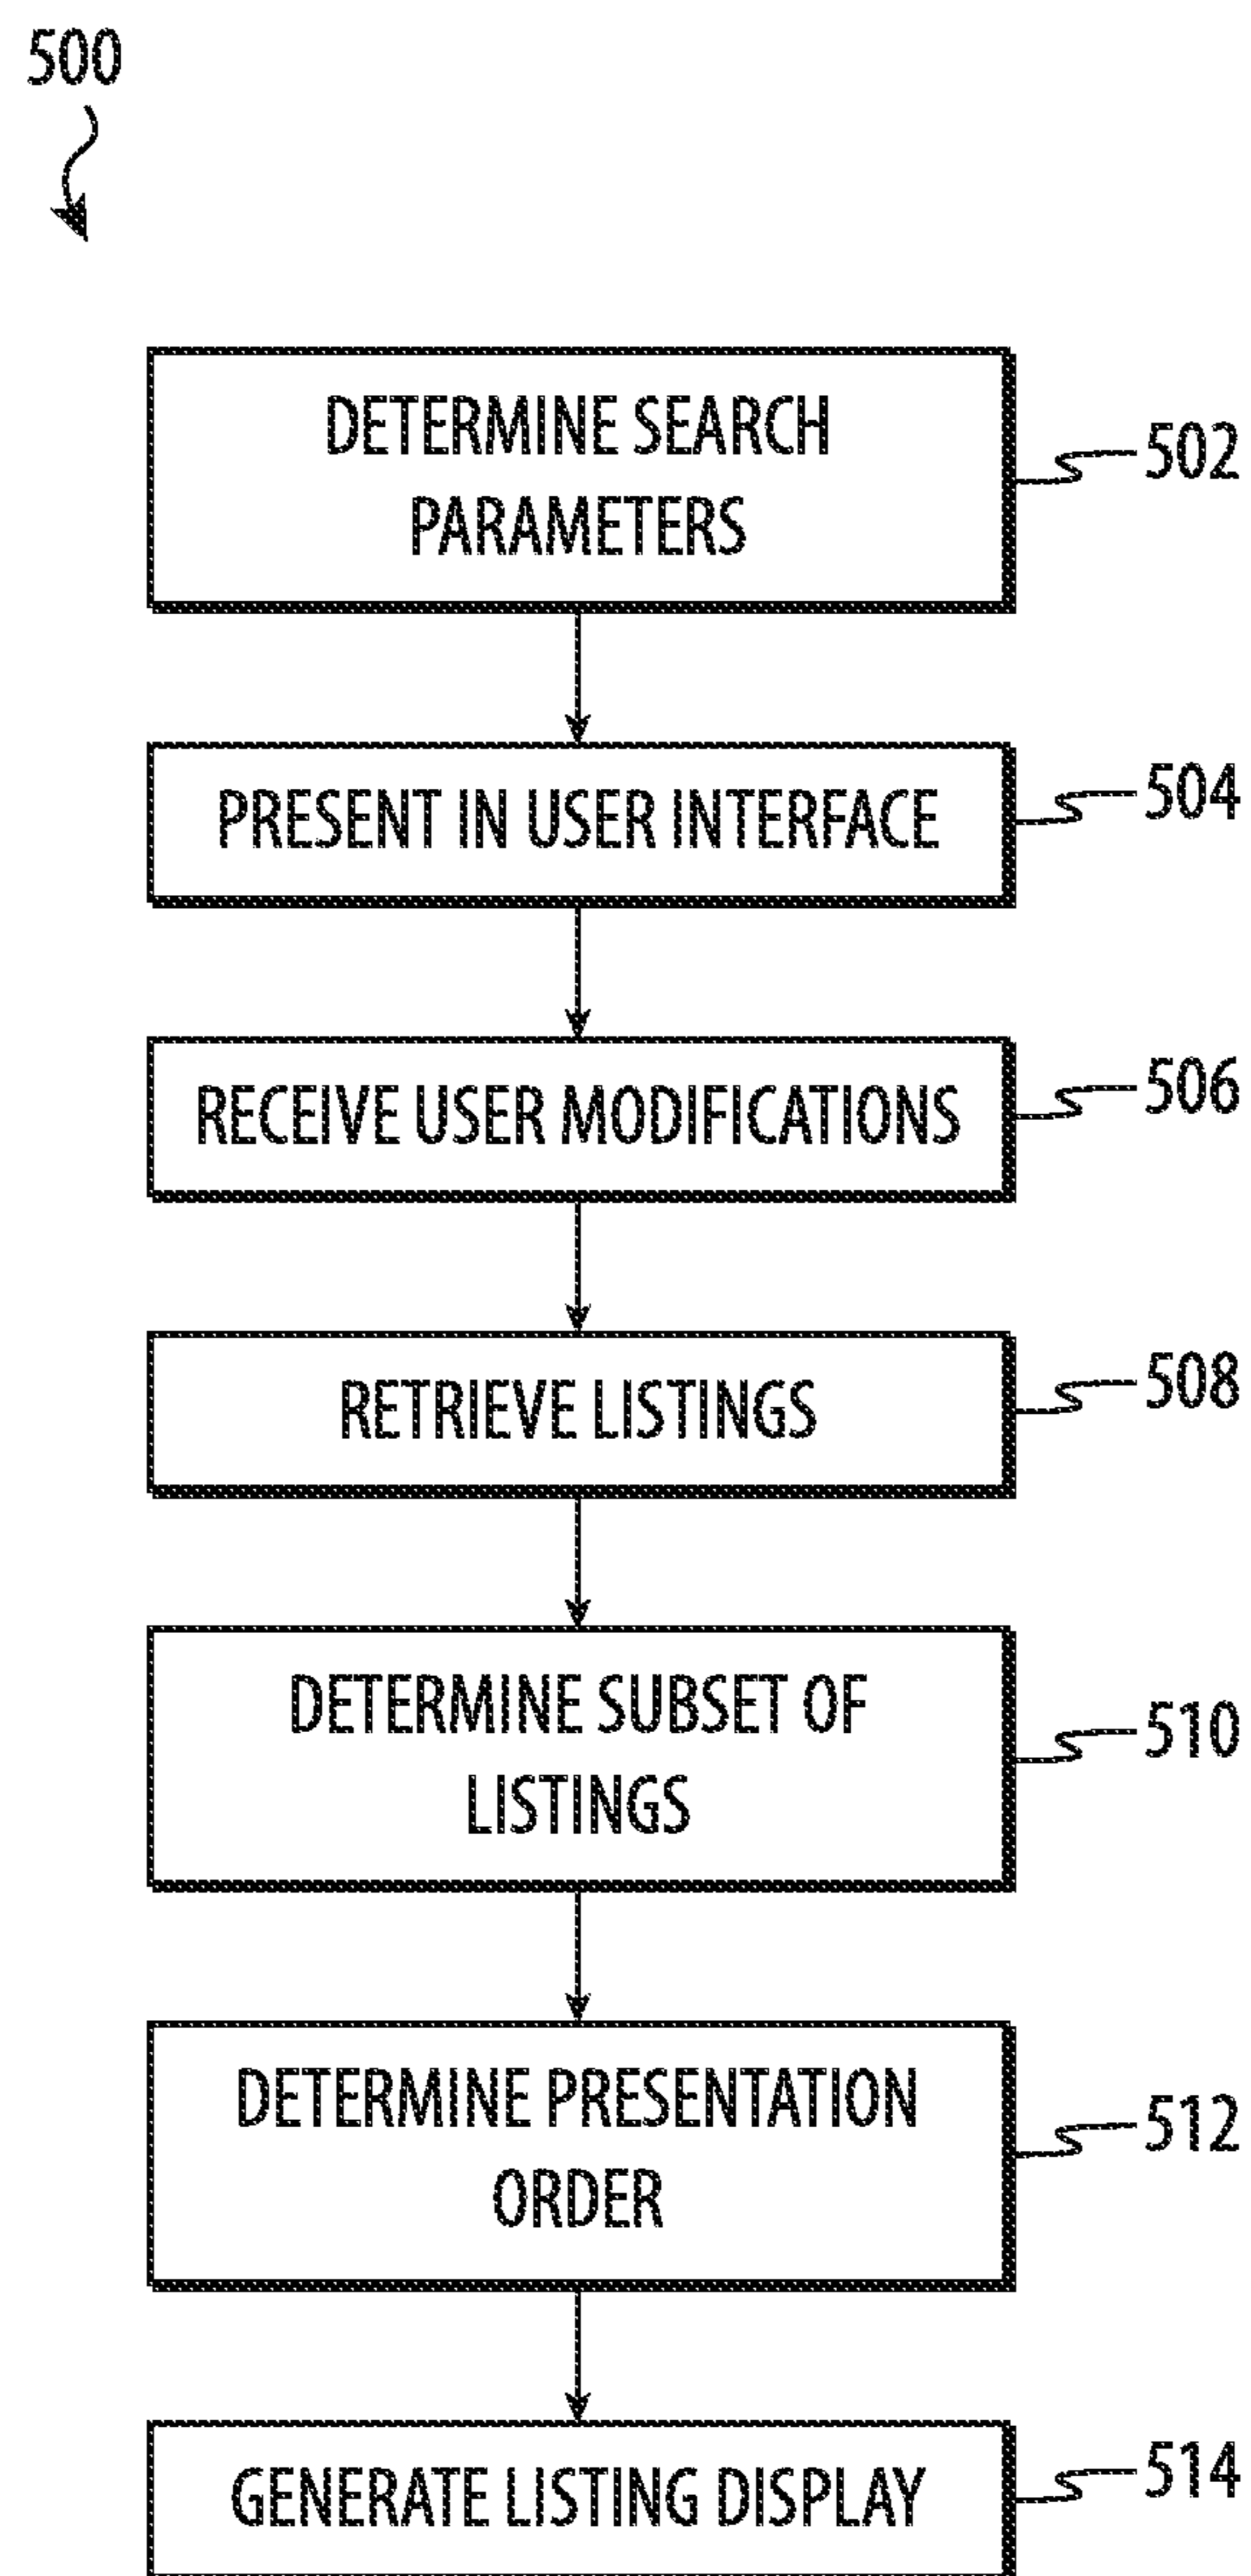 500
DETERMINE SEARCH
PARAMETERS
502
PRESENT IN USER INTERFACE
504
RECEIVE USER MODIFICATIONS
506
RETRIEVE LISTINGS
508
DETERMINE SUBSET OF
LISTINGS
510
DETERMINE PRESENTATION
ORDER
512
GENERATE LISTING DISPLAY
514